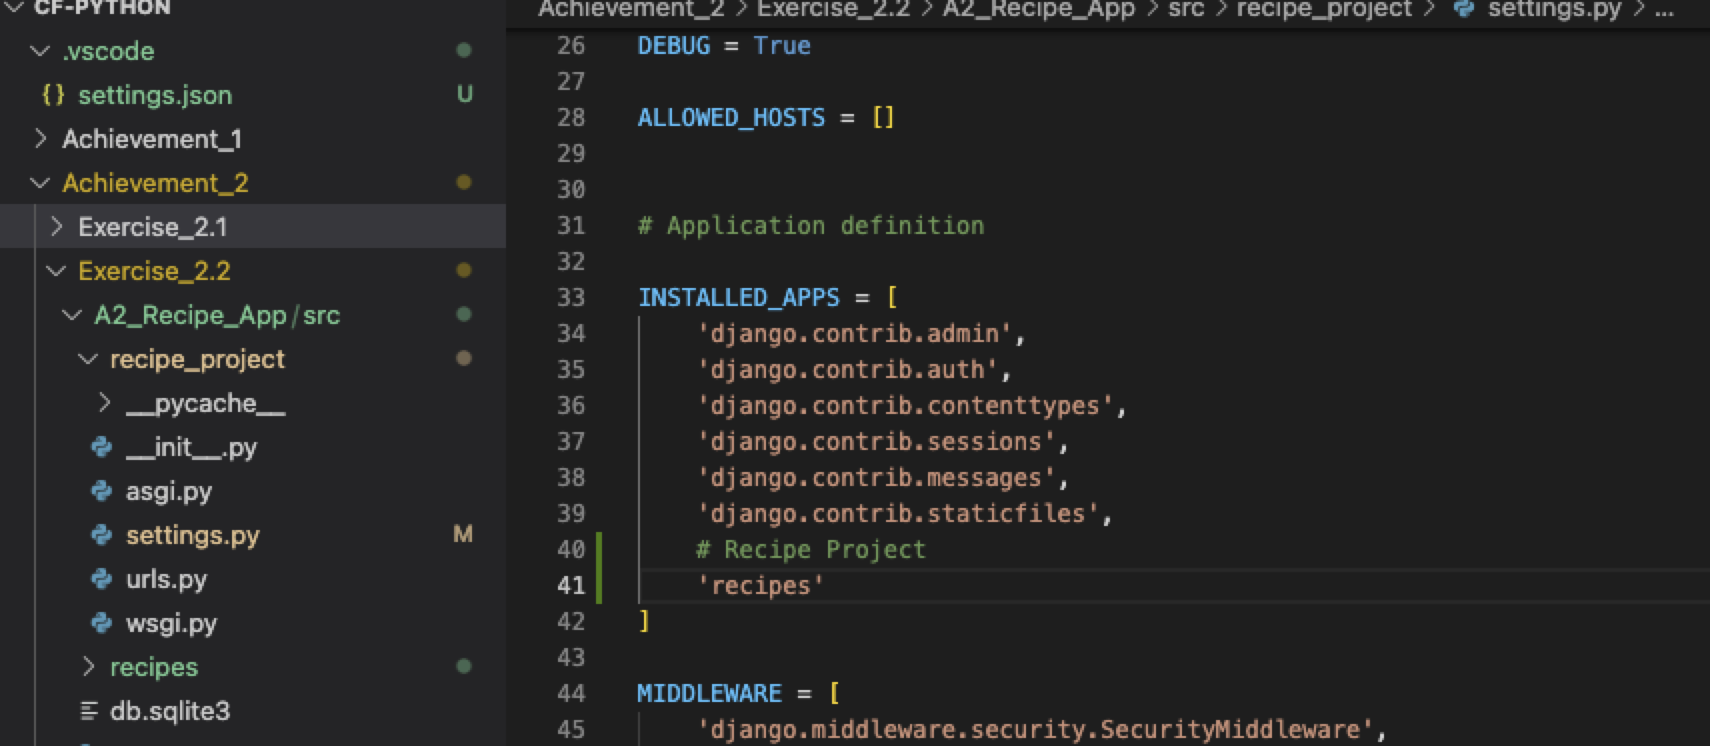 CF-PYTHON
.vscode
{} settings.json U
Achievement_1
Achievement_2
Exercise_2.1
Exercise_2.2
A2_Recipe_App/src
recipe_project
__pycache__
__init__.py
asgi.py
settings.py M
urls.py
wsgi.py
recipes
db.sqlite3
Achievement_2 > Exercise_2.2 > A2_Recipe_App > src > recipe_project > settings.py > ...
26 DEBUG = True
27
28 ALLOWED_HOSTS = []
29
30
31 # Application definition
32
33 INSTALLED_APPS = [
34 'django.contrib.admin',
35 'django.contrib.auth',
36 'django.contrib.contenttypes',
37 'django.contrib.sessions',
38 'django.contrib.messages',
39 'django.contrib.staticfiles',
40 # Recipe Project
41 'recipes'
42 ]
43
44 MIDDLEWARE = [
45 'django.middleware.security.SecurityMiddleware',